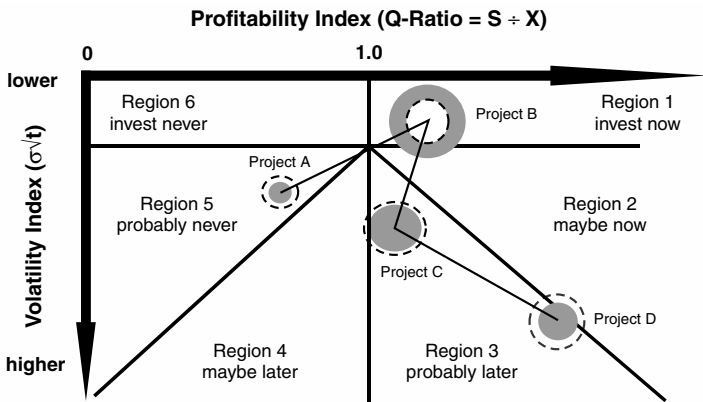 Profitability Index (Q-Ratio = S ÷ X)
0
1.0
lower
Region 6
invest never
Project B
Region 1
invest now
Project A
Volatility Index (σ√t)
Region 5
probably never
Region 2
maybe now
Project C
Project D
Region 4
maybe later
Region 3
probably later
higher